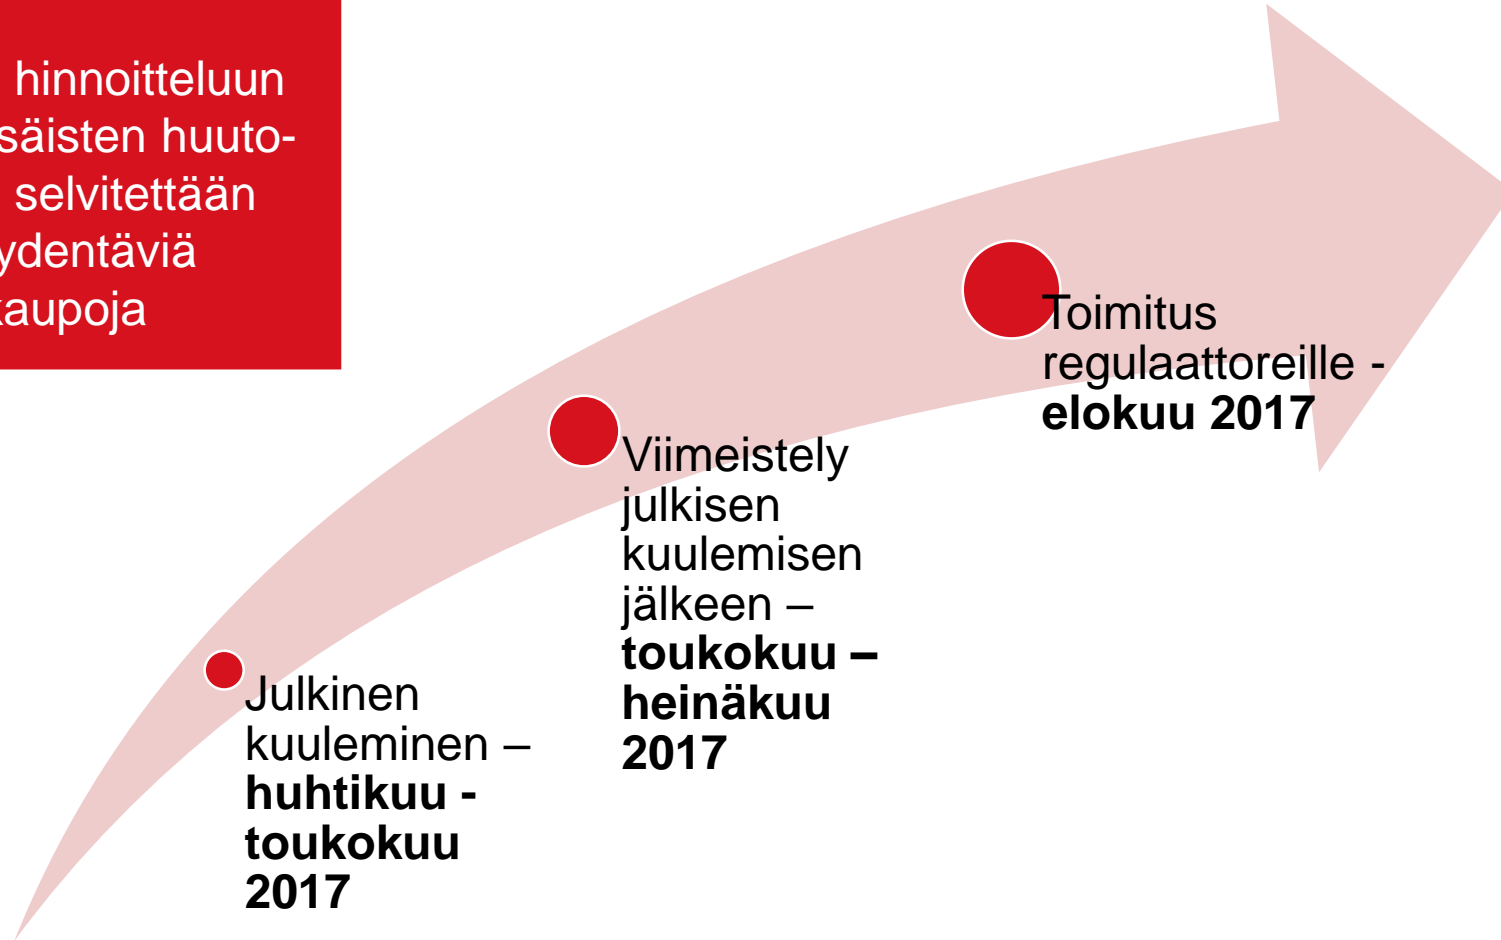 hinnoitteluun
säisten huuto-
selvitettään
ydentäviä
kaupoja
Toimitus
regulaattoreille -
elokuu 2017
Viimeistely
julkisen
kuulemisen
jälkeen –
toukokuu –
heinäkuu
2017
Julkinen
kuuleminen –
huhtikuu -
toukokuu
2017